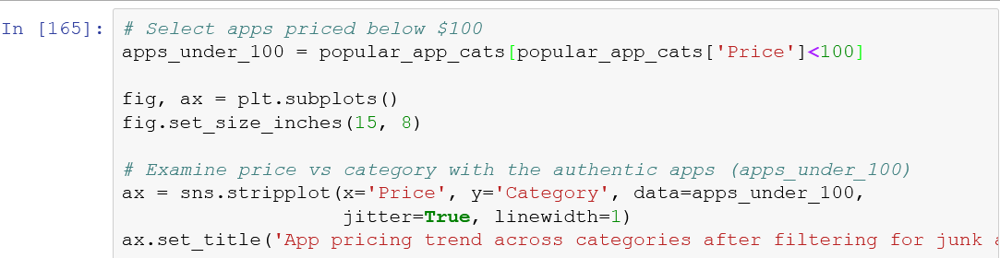 In [165]: # Select apps priced below $100
apps_under_100 = popular_app_cats[popular_app_cats['Price']<100]
fig, ax = plt.subplots()
fig.set_size_inches(15, 8)
# Examine price vs category with the authentic apps (apps_under_100)
ax = sns.stripplot(x='Price', y='Category', data=apps_under_100,
jitter=True, linewidth=1)
ax.set_title('App pricing trend across categories after filtering for junk